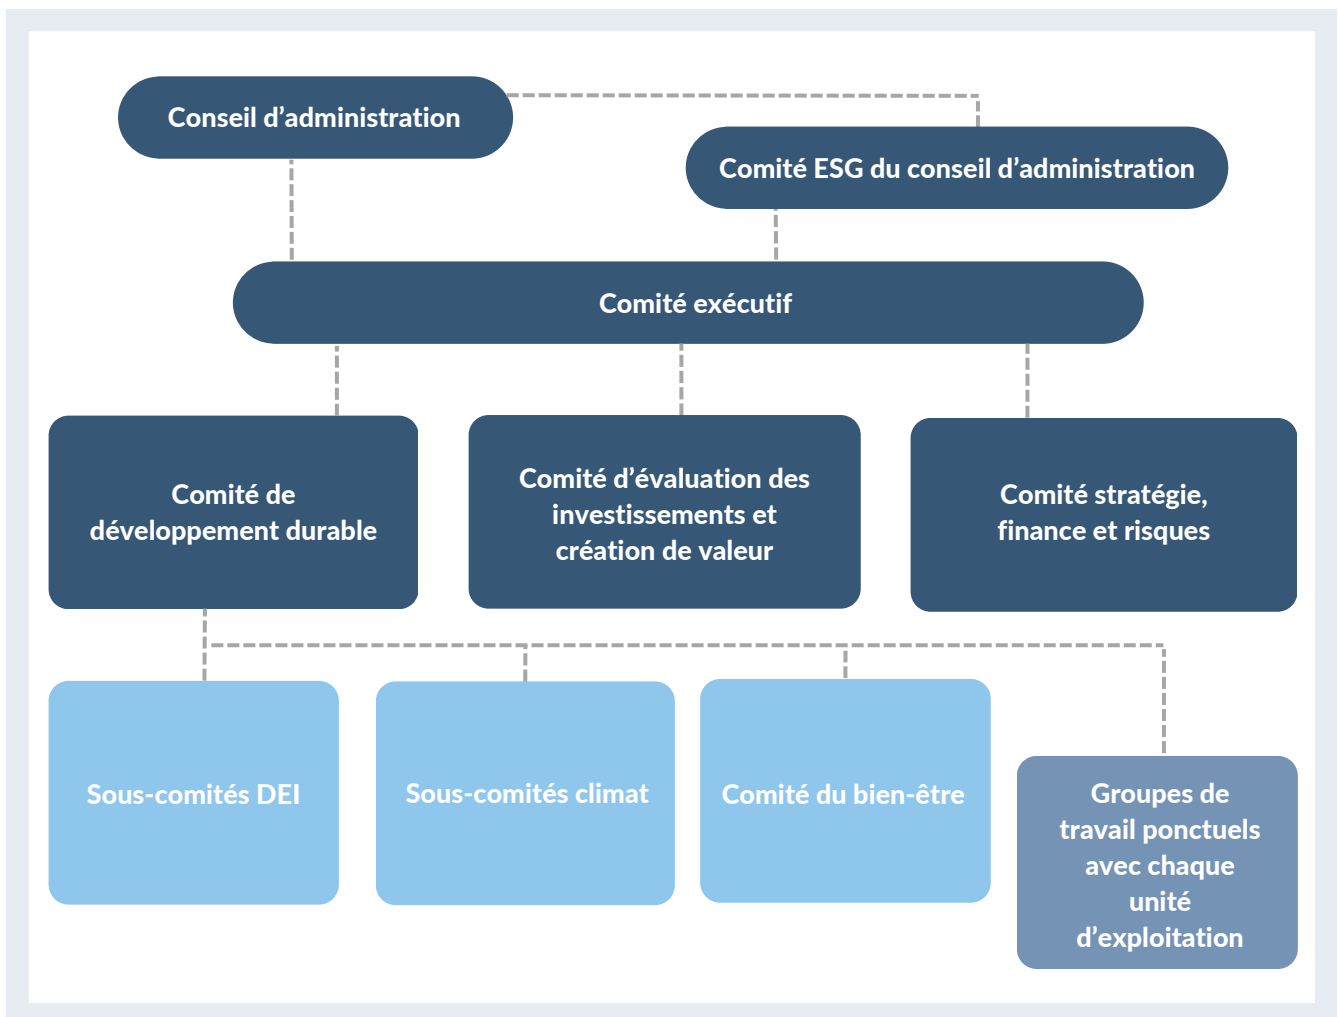 Conseil d’administration
Comité ESG du conseil d’administration
Comité exécutif
Comité de
développement durable
Comité d’évaluation des
investissements et
création de valeur
Comité stratégie,
finance et risques
Sous-comités DEI
Sous-comités climat
Comité du bien-être
Groupes de
travail ponctuels
avec chaque
unité
d’exploitation